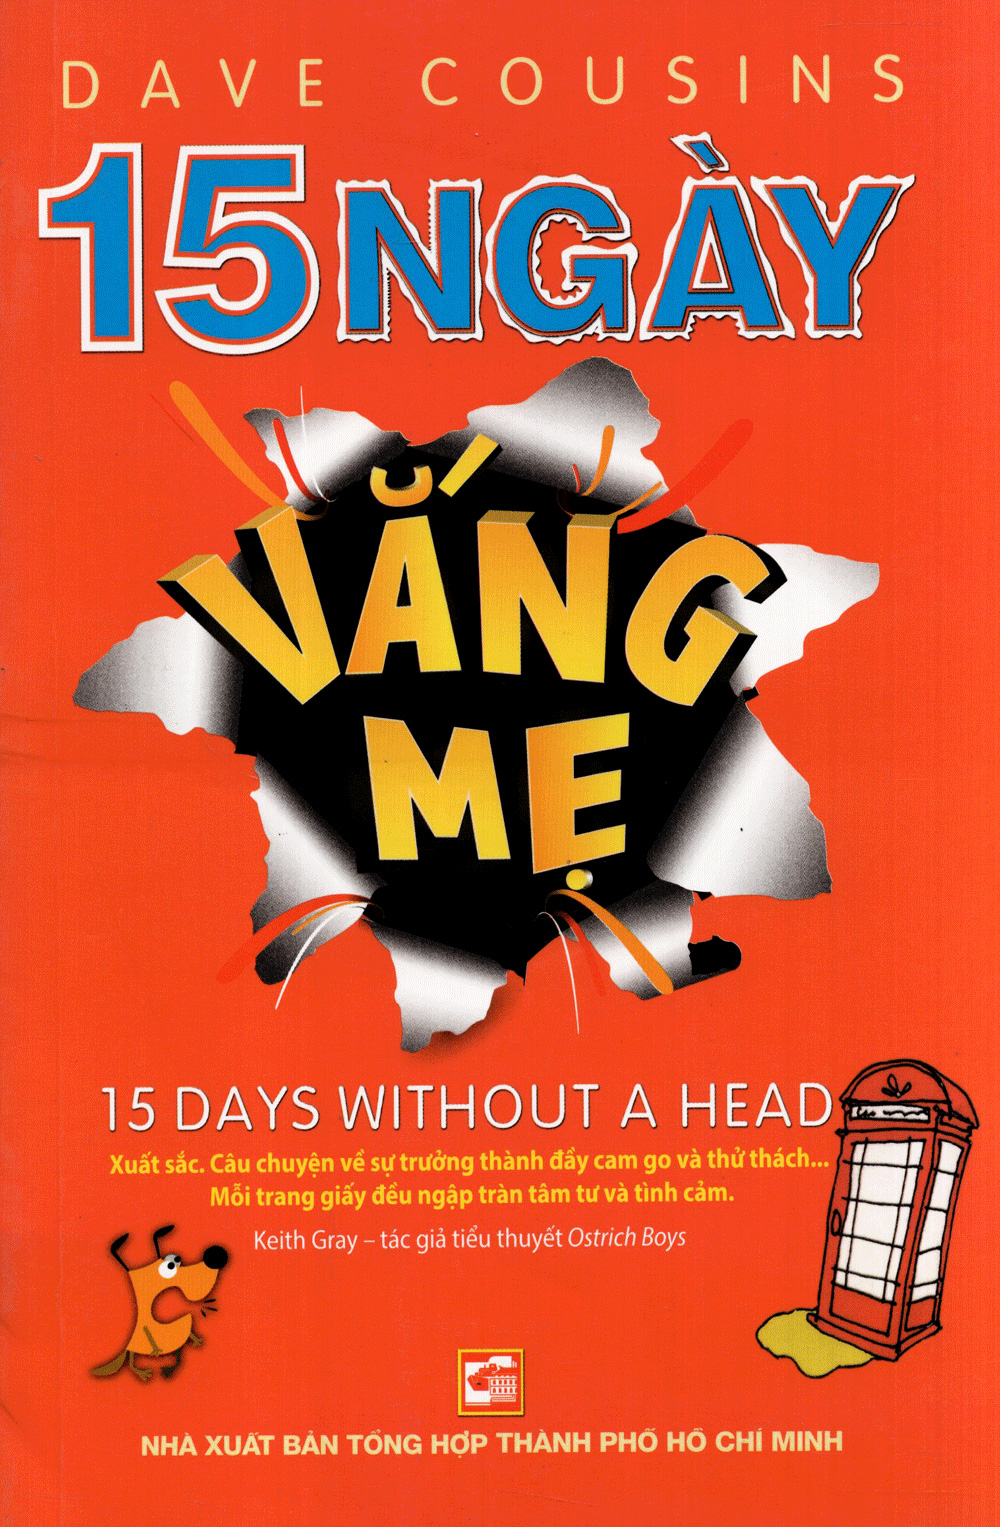 DAVE COUSINS
15 NGÀY
VẮNG
MẸ
15 DAYS WITHOUT A HEAD
Xuất sắc. Câu chuyện về sự trưởng thành đầy cam go và thử thách...
Mỗi trang giấy đều ngập tràn tâm tư và tình cảm.
Keith Gray – tác giả tiểu thuyết Ostrich Boys
NHÀ XUẤT BẢN TỔNG HỢP THÀNH PHỐ HỒ CHÍ MINH